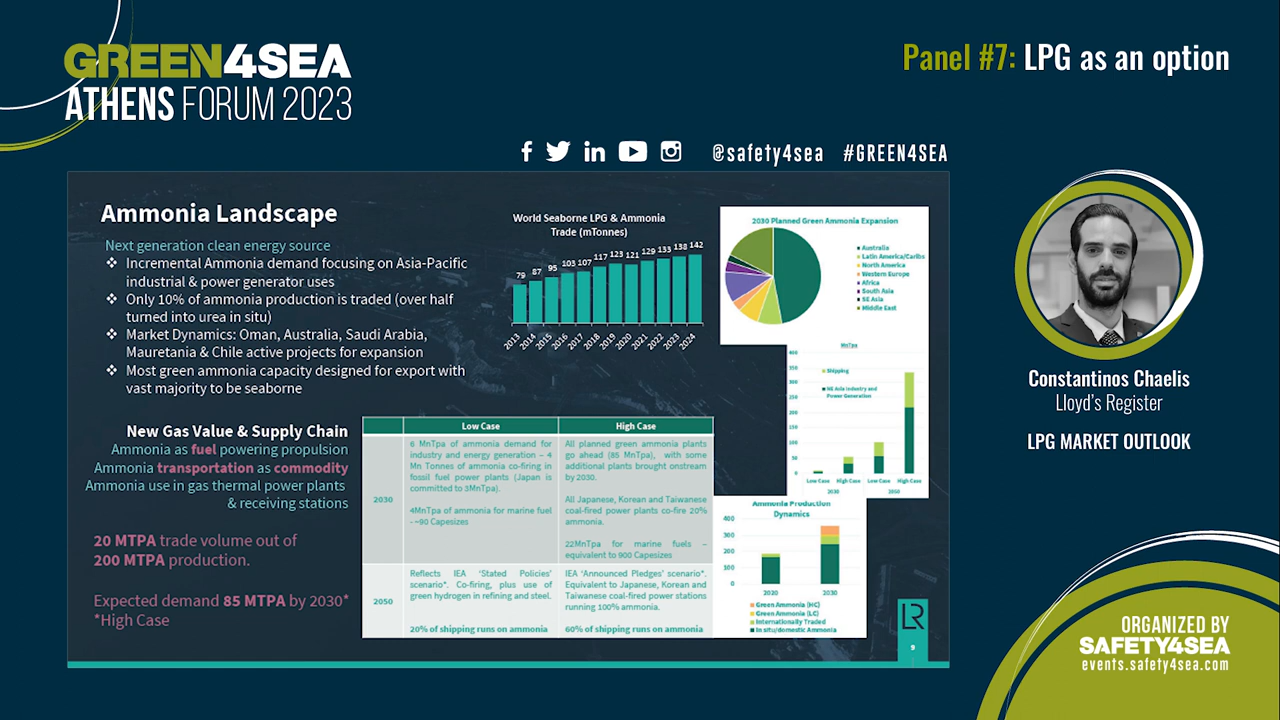 GREEN4SEA
ATHENS FORUM 2023
Panel #7: LPG as an option
@safety4sea #GREEN4SEA
Ammonia Landscape
Next generation clean energy source
❖ Incremental Ammonia demand focusing on Asia-Pacific
industrial & power generator uses
❖ Only 10% of ammonia production is traded (over half
turned in urea in situ)
❖ Market Dynamics: Oman, Australia, Saudi Arabia,
Mauritania & Chile active projects for expansion
❖ Most green ammonia capacity designed for export with
vast majority to be seaborne
New Gas Value & Supply Chain
Ammonia as fuel powering propulsion
Ammonia transportation as commodity
Ammonia use in gas thermal power plants
& receiving stations
20 MTPA trade volume out of
200 MTPA production.
Expected demand 85 MTPA by 2030*
*High Case
World Seaborne LPG & Ammonia
Trade (mTonnes)
79 87 95 103 107 117 123 121 129 133 138 142
2013 2014 2015 2016 2017 2018 2019 2020 2021 2022 2023 2024
2030 Planned Green Ammonia Expansion
Australia
Latin America/Caribs
North America
Western Europe
Africa
South Asia
SE Asia
Middle East
MnTpa
400
350
300
250
200
150
100
50
0
Shipping
NE Asia Industry and
Power Generation
Low Case High Case Low Case High Case
2030 2050
Low Case High Case
2030
6 MnTpa of ammonia demand for
industry and energy generation – 4
Mn Tonnes of ammonia co-firing in
fossil fuel power plants (Japan is
committed to 3MnTpa).
4MnTpa of ammonia for marine fuel
- ~90 Capesizes
All planned green ammonia plants
go ahead (85 MnTpa), with some
additional plants brought onstream
by 2030.
All Japanese, Korean and Taiwanese
coal-fired power plants co-fire 20%
ammonia.
22MnTpa for marine fuels –
equivalent to 900 Capesizes
2050
Reflects IEA 'Stated Policies'
scenario*. Co-firing, plus use of
green hydrogen in refining and steel.
20% of shipping runs on ammonia
IEA 'Announced Pledges' scenario*.
Equivalent to Japanese, Korean and
Taiwanese coal-fired power stations
running 100% ammonia.
60% of shipping runs on ammonia
Ammonia Production
Dynamics
400
300
200
100
0
2020 2030
Green Ammonia (HC)
Green Ammonia (LC)
Internationally Traded
In situ/domestic Ammonia
LR
9
Constantinos Chaelis
Lloyd's Register
LPG MARKET OUTLOOK
ORGANIZED BY
SAFETY4SEA
events.safety4sea.com